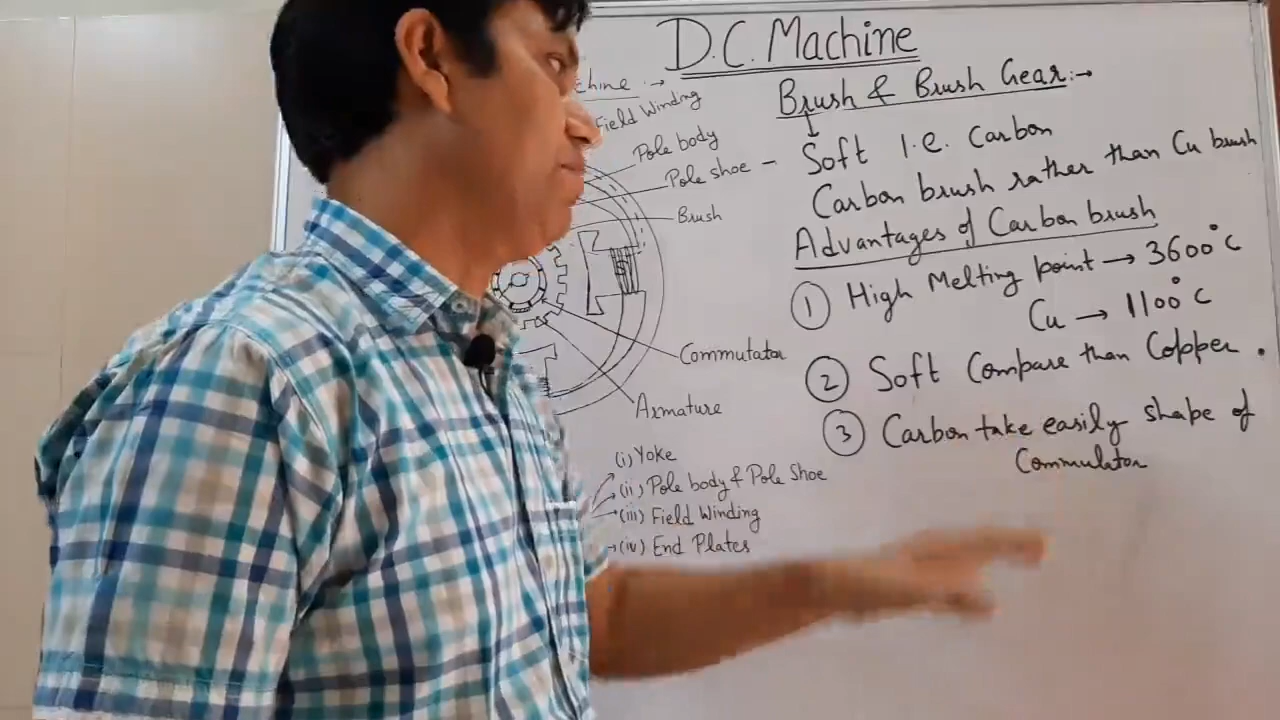 D.C. Machine
chine :→
Field Winding
Pole body
Pole shoe -
Brush
Commutator
Armature
(i) Yoke
(ii) Pole body & Pole Shoe
→(iii) Field Winding
→(iv) End Plates
Brush & Brush Gear:→
Soft i.e. Carbon
Carbon brush rather than Cu brush
Advantages of Carbon brush
① High Melting point → 3600°C
Cu → 1100°C
② Soft Compare than Copper.
③ Carbon take easily shape of
Commutator